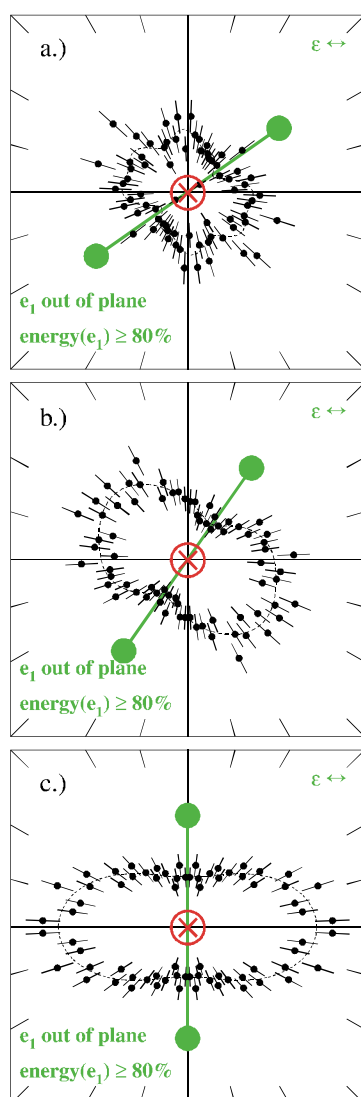 a.) ε ↔
e₁ out of plane
energy(e₁) ≥ 80%
b.) ε ↔
e₁ out of plane
energy(e₁) ≥ 80%
c.) ε ↔
e₁ out of plane
energy(e₁) ≥ 80%